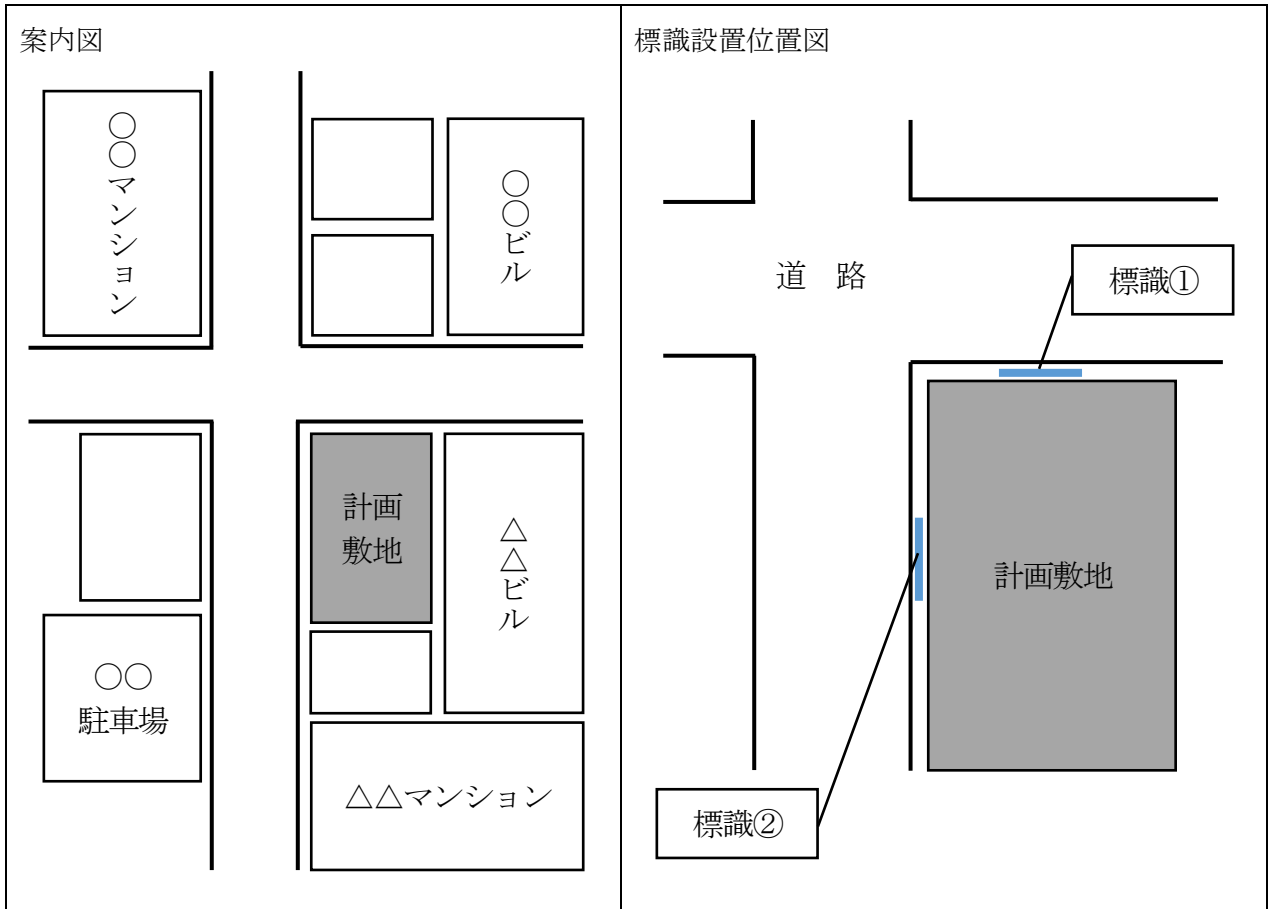 案内図
○○マンション
○○ビル
計画
敷地
△△ビル
○○
駐車場
△△マンション
標識設置位置図
道 路
標識①
計画敷地
標識②